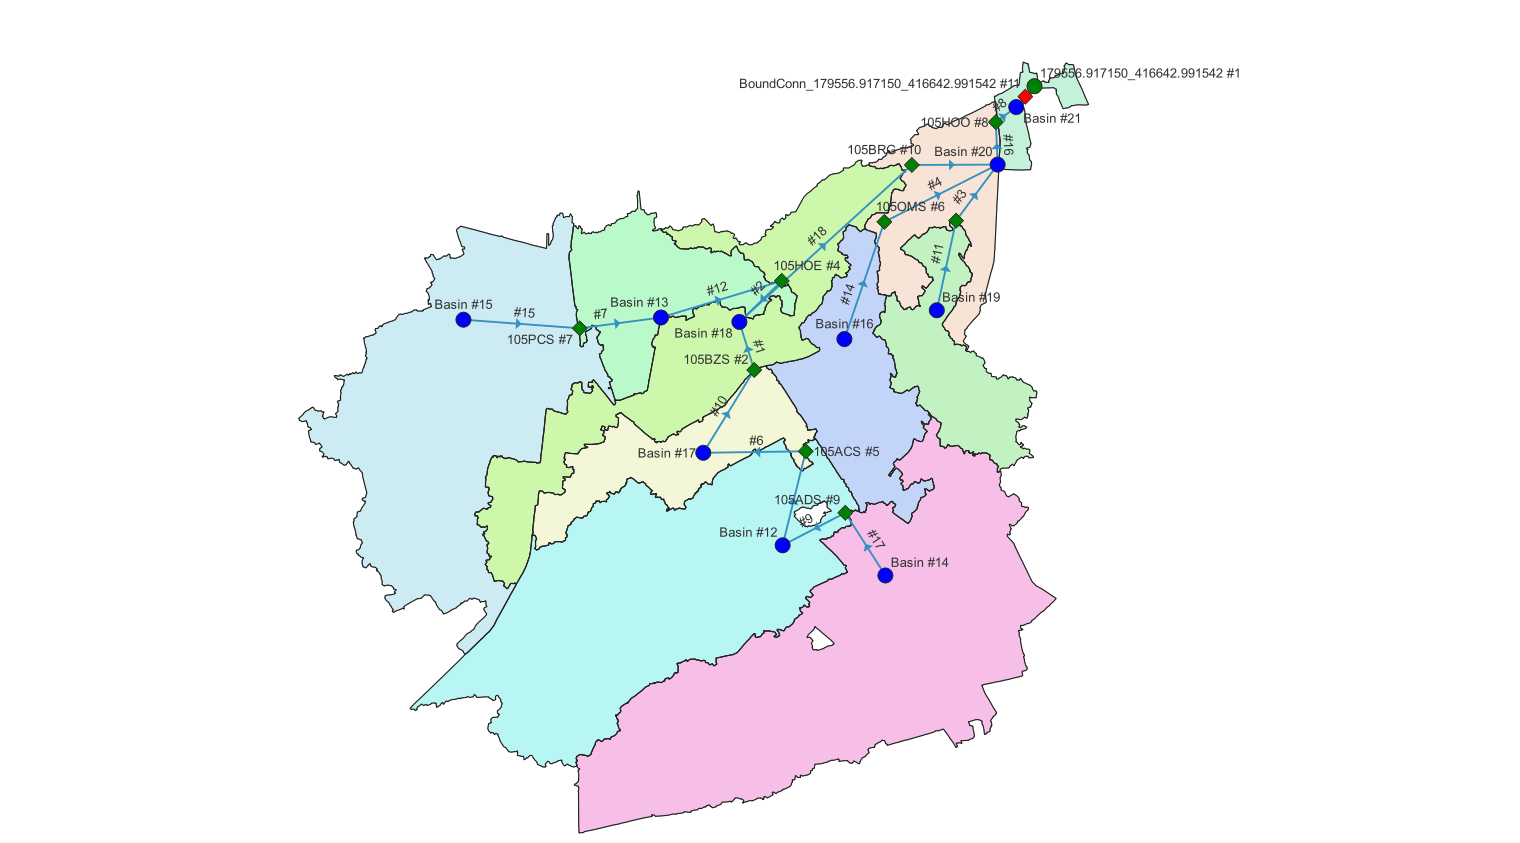 179556.917150_416642.991542 #1
BoundConn_179556.917150_416642.991542 #11
#8
Basin #21
105HOO #8
#16
105BRG #10
Basin #20
#4
#3
105OMS #6
#18
#11
105HOE #4
#2
#12
#14
Basin #15
#15
#7
Basin #13
Basin #19
105PCS #7
Basin #18
Basin #16
#1
105BZS #2
#10
#6
Basin #17
105ACS #5
105ADS #9
#9
Basin #12
#17
Basin #14